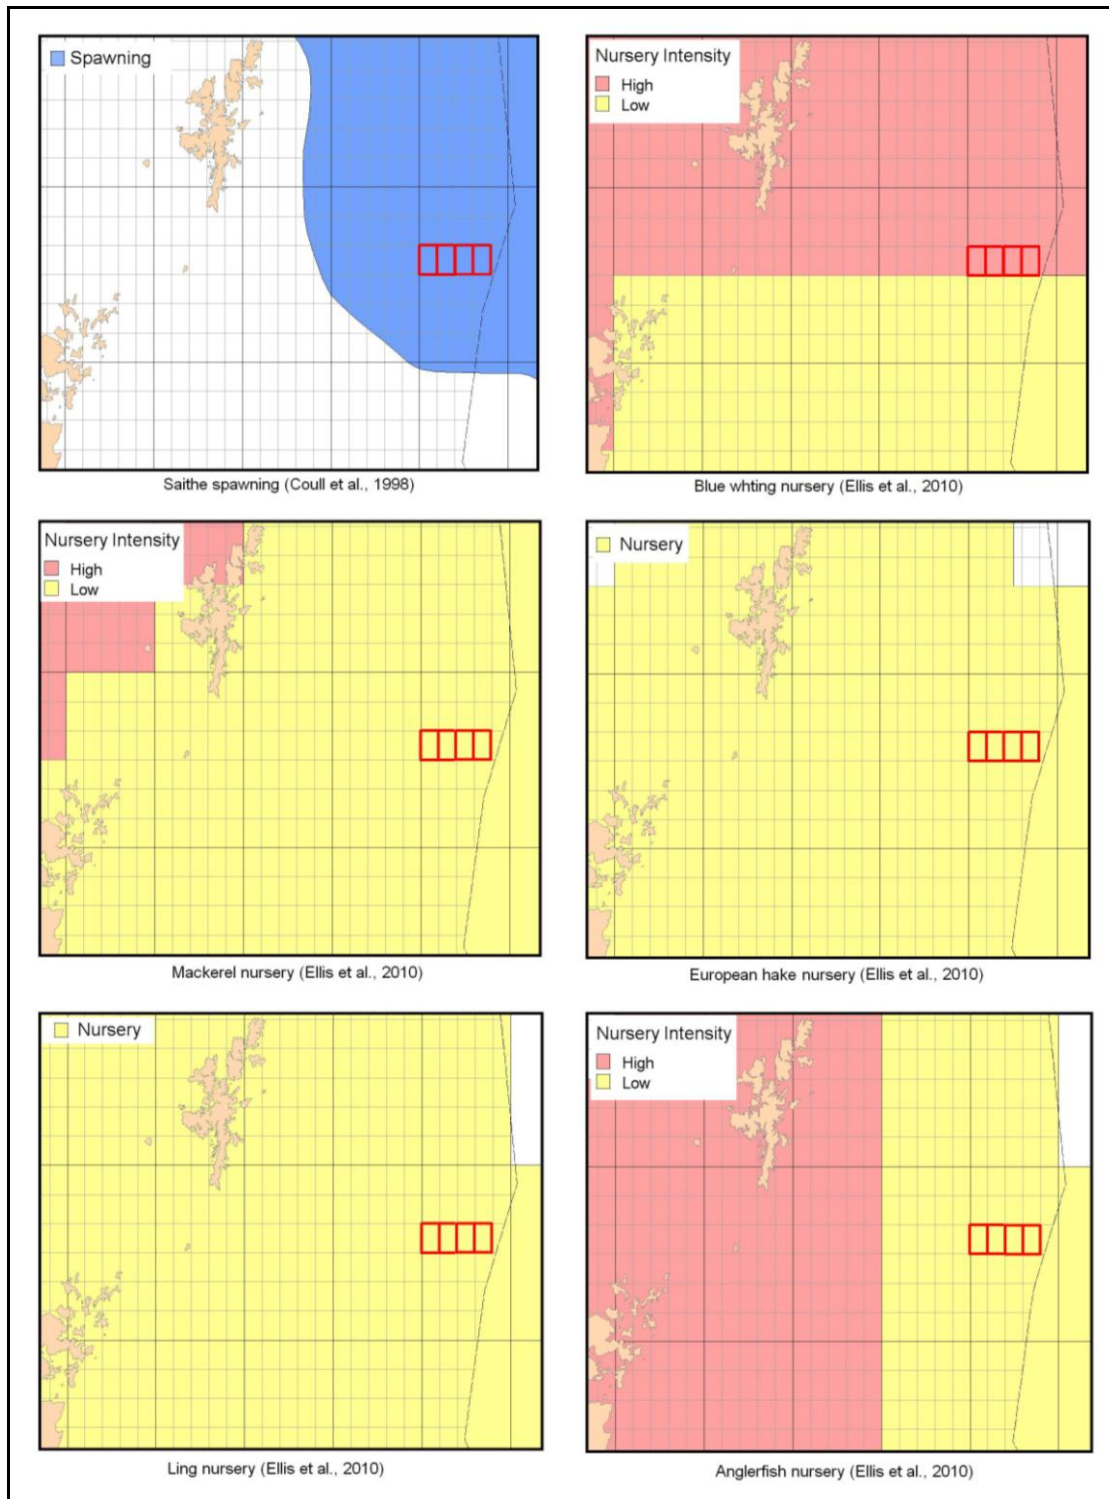 Spawning
Saithe spawning (Coull et al., 1998)
Nursery Intensity
High
Low
Blue whting nursery (Ellis et al., 2010)
Nursery Intensity
High
Low
Mackerel nursery (Ellis et al., 2010)
Nursery
European hake nursery (Ellis et al., 2010)
Nursery
Ling nursery (Ellis et al., 2010)
Nursery Intensity
High
Low
Anglerfish nursery (Ellis et al., 2010)